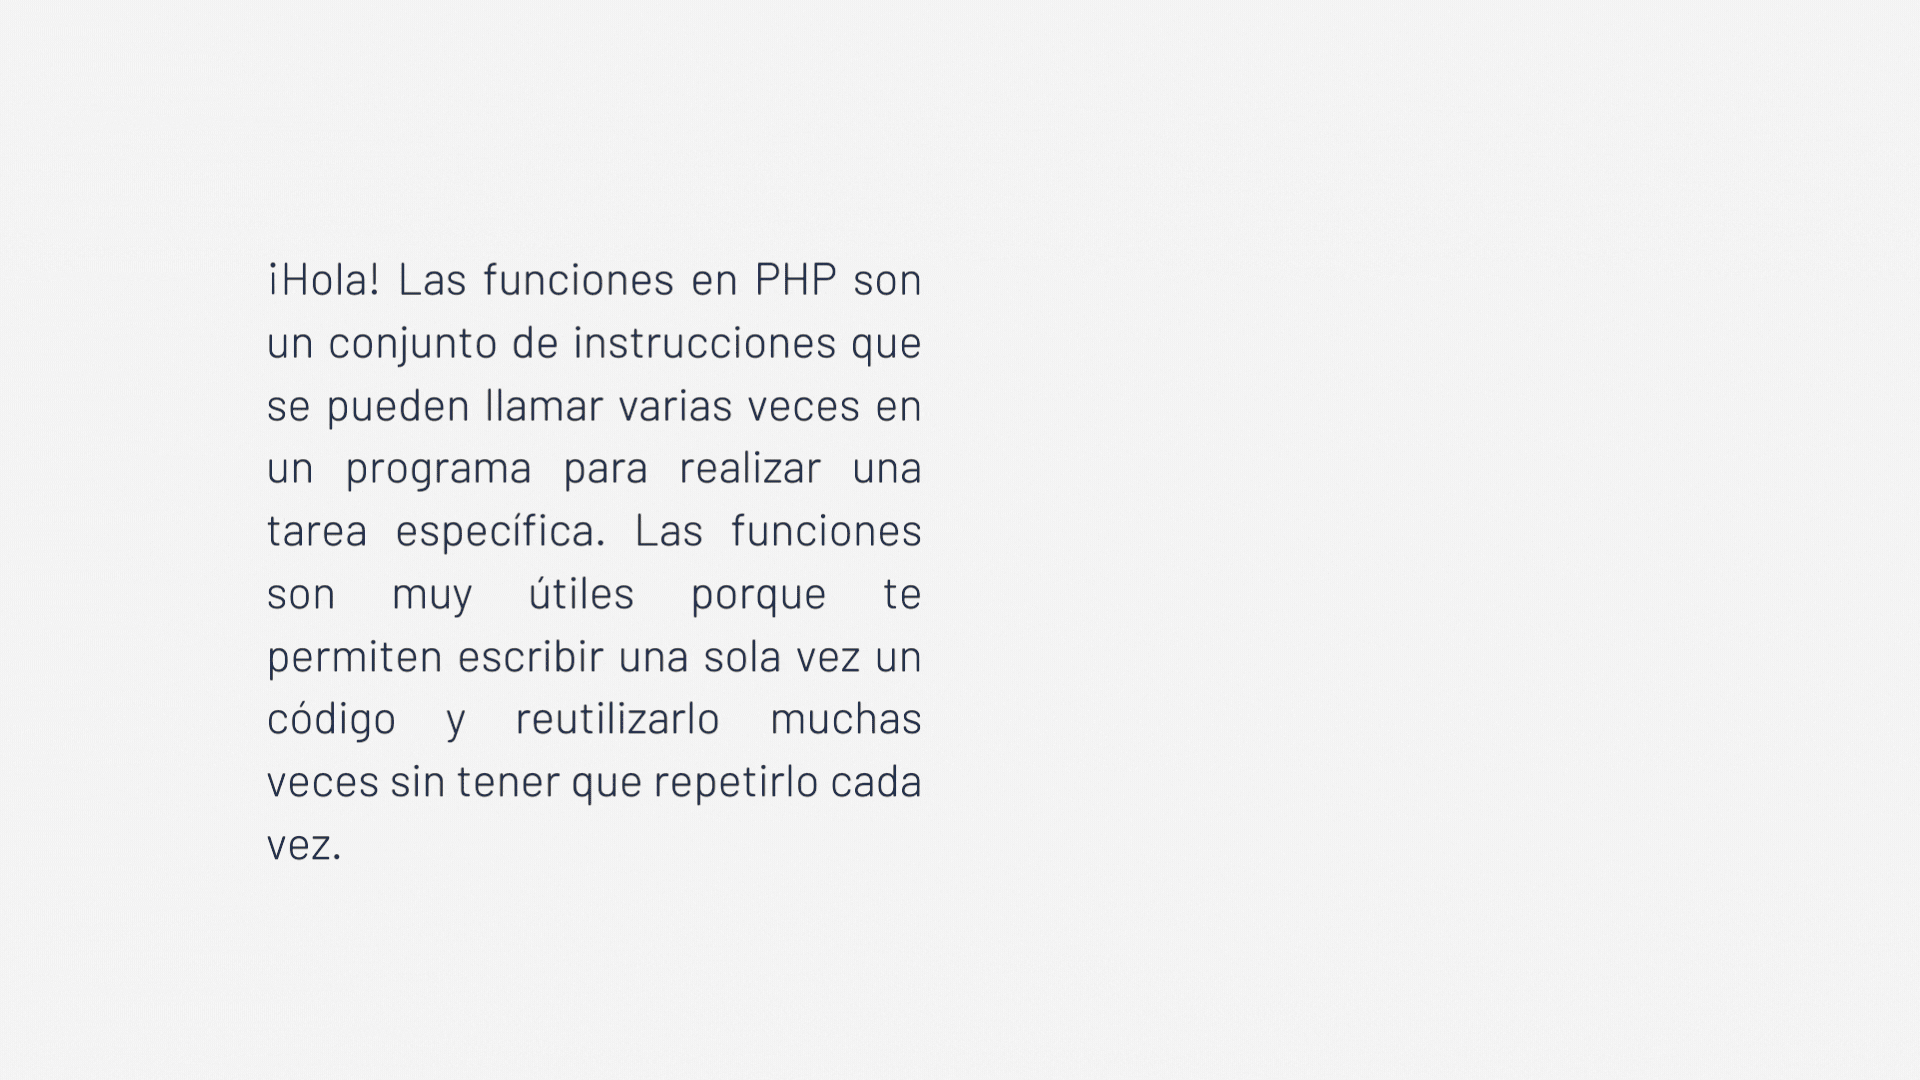 ¡Hola! Las funciones en PHP son
un conjunto de instrucciones que
se pueden llamar varias veces en
un programa para realizar una
tarea específica. Las funciones
son muy útiles porque te
permiten escribir una sola vez un
código y reutilizarlo muchas
veces sin tener que repetirlo cada
vez.